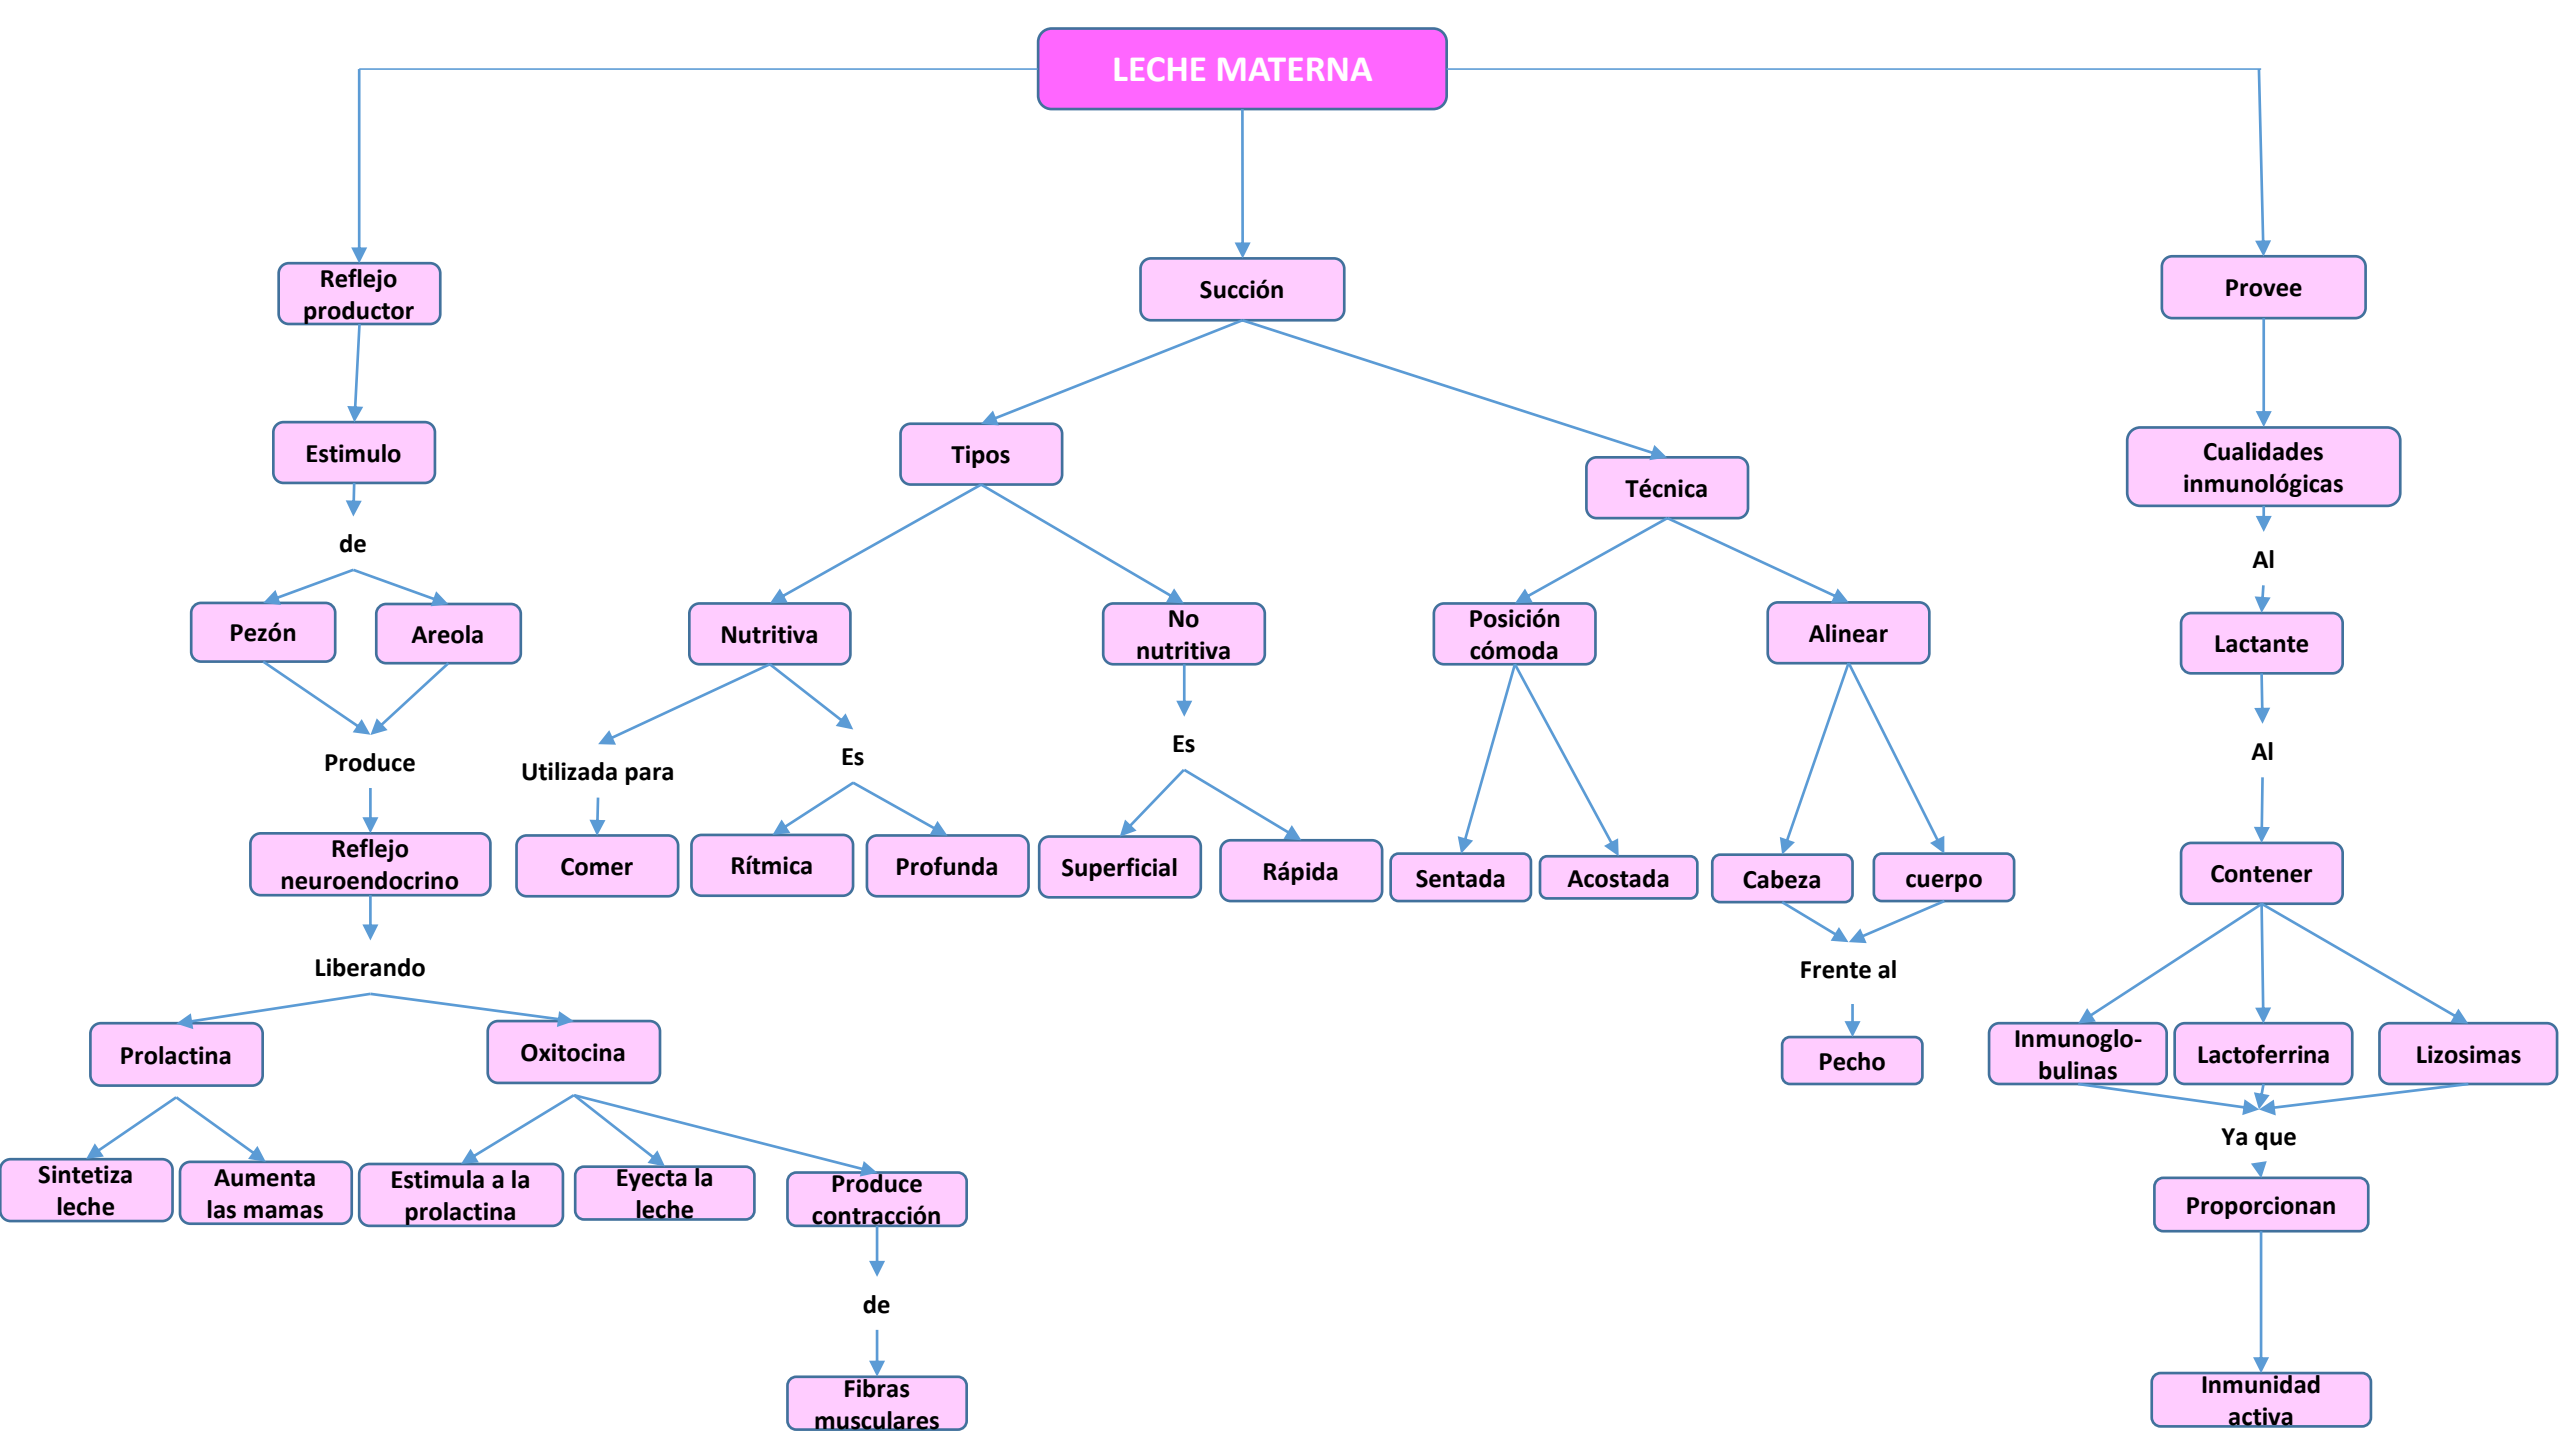 LECHE MATERNA
Reflejo
productor
Succión
Provee
Estimulo
Tipos
Técnica
Cualidades
inmunológicas
de
Al
Pezón
Areola
Nutritiva
No
nutritiva
Posición
cómoda
Alinear
Lactante
Produce
Utilizada para
Es
Es
Al
Reflejo
neuroendocrino
Comer
Rítmica
Profunda
Superficial
Rápida
Sentada
Acostada
Cabeza
cuerpo
Contener
Liberando
Frente al
Prolactina
Oxitocina
Pecho
Inmunoglo-
bulinas
Lactoferrina
Lizosimas
Ya que
Sintetiza
leche
Aumenta
las mamas
Estimula a la
prolactina
Eyecta la
leche
Produce
contracción
Proporcionan
de
Fibras
musculares
Inmunidad
activa